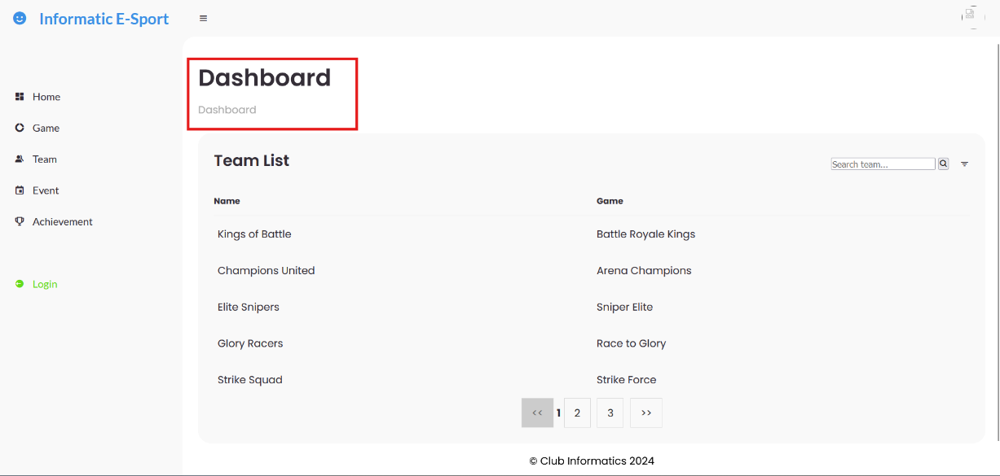 Informatic E-Sport
Home
Game
Team
Event
Achievement
Login
Dashboard
Dashboard
Team List
Search team...
Name Game
Kings of Battle Battle Royale Kings
Champions United Arena Champions
Elite Snipers Sniper Elite
Glory Racers Race to Glory
Strike Squad Strike Force
<< 1 2 3 >>
© Club Informatics 2024